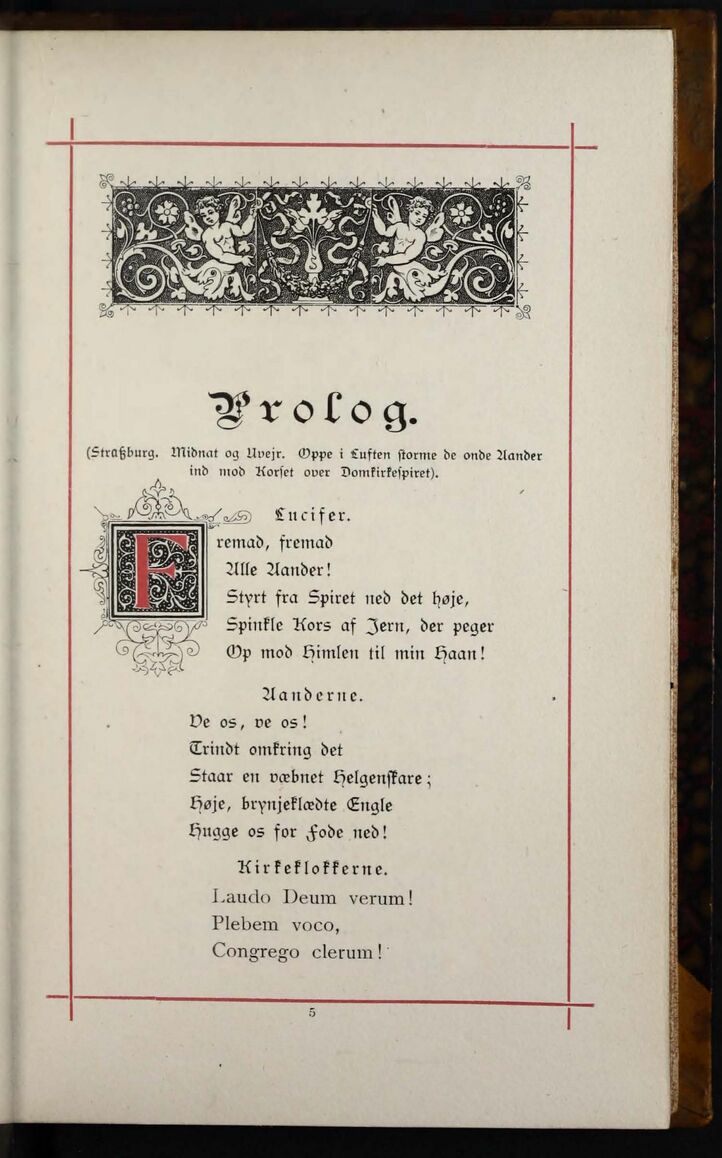 Prolog.
(Straßburg. Midnat og Uvejr. Oppe i Luften storme de onde Aander
ind mod Korset over Domkirkespiret).
Lucifer.
Fremad, fremad
Alle Aander!
Styrt fra Spiret ned det høje,
Spinkle Kors af Jern, der peger
Op mod Himlen til min Haan!
Aanderne.
Ve os, ve os!
Trindt omkring det
Staar en væbnet Helgenskare;
Høje, brynjeklædte Engle
Hugge os for Fode ned!
Kirkeklokkerne.
Laudo Deum verum!
Plebem voco,
Congrego clerum!
5